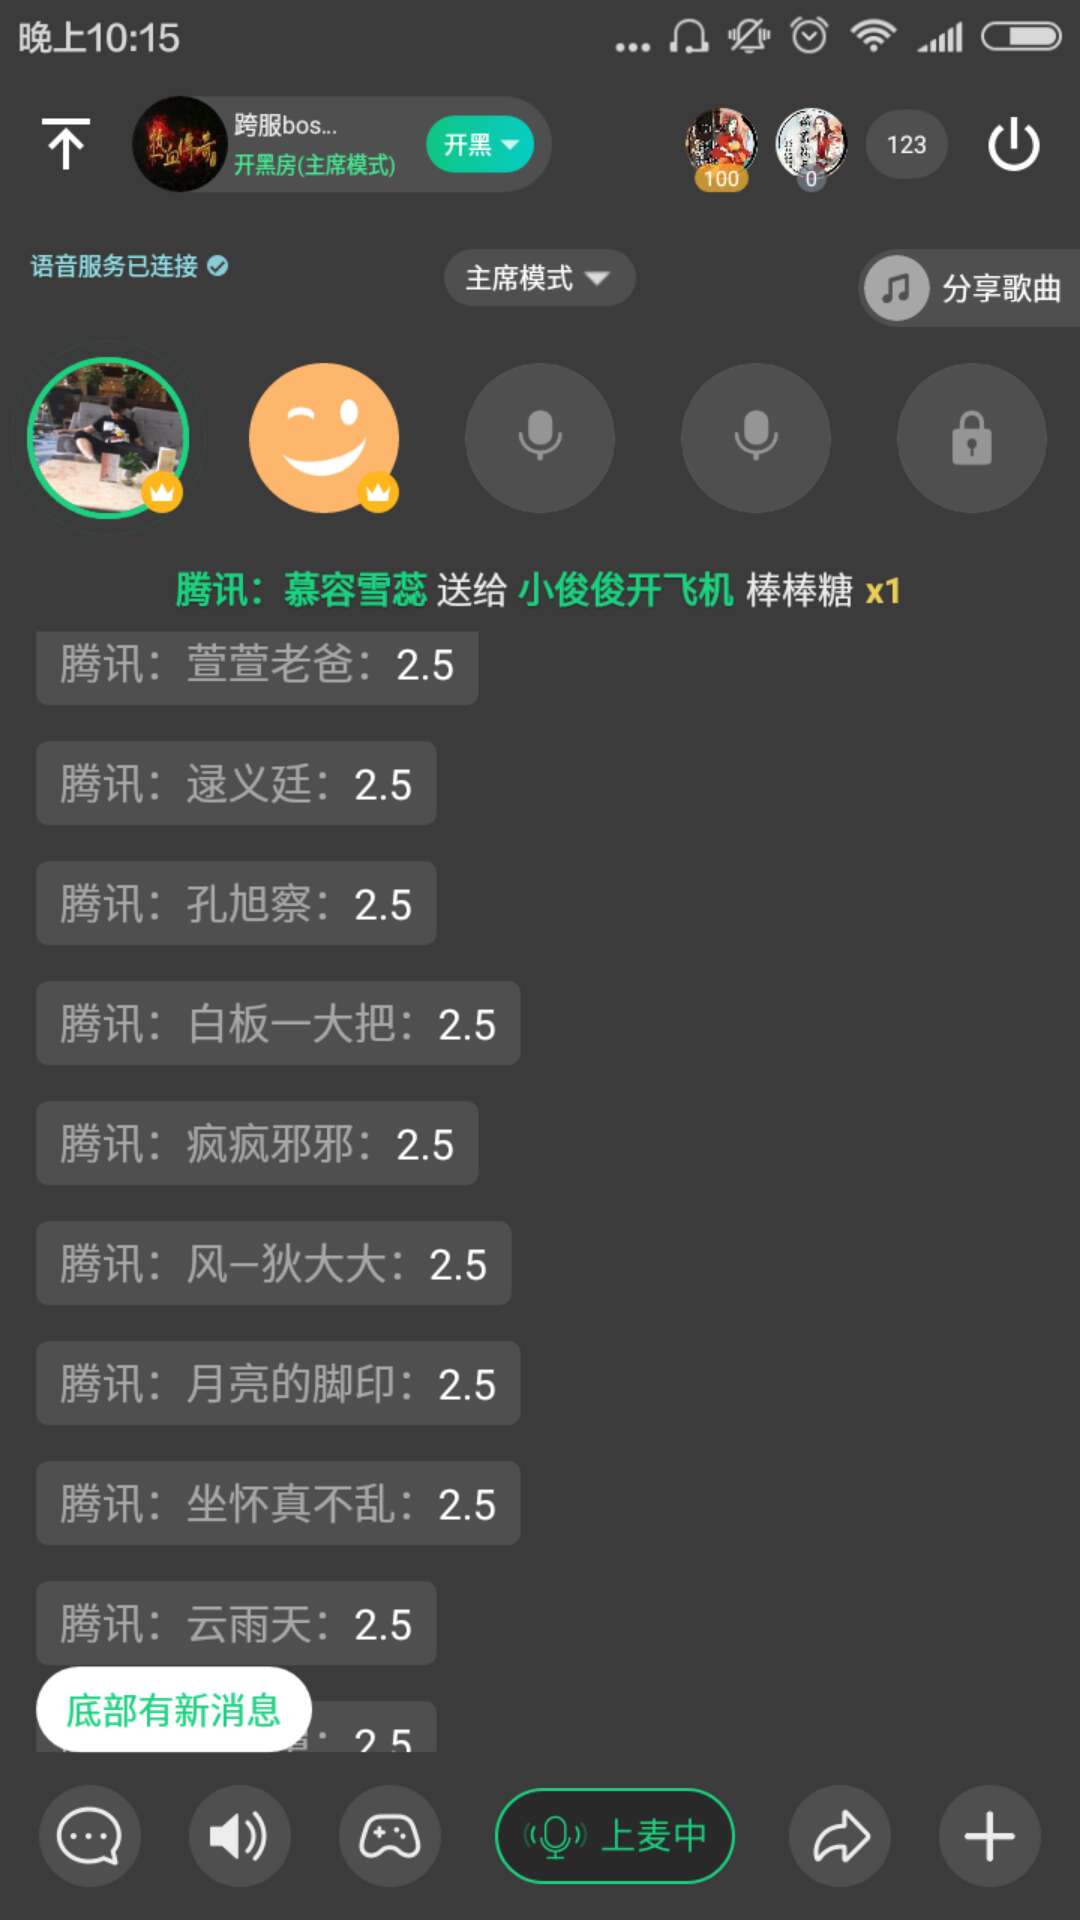 晚上10:15
跨服bos...
开黑房(主席模式)
开黑
热血传奇
100
0
123
语音服务已连接
主席模式
分享歌曲
腾讯：慕容雪蕊 送给 小俊俊开飞机 棒棒糖 x1
腾讯：萱萱老爸：2.5
腾讯：逯义廷：2.5
腾讯：孔旭察：2.5
腾讯：白板一大把：2.5
腾讯：疯疯邪邪：2.5
腾讯：风—狄大大：2.5
腾讯：月亮的脚印：2.5
腾讯：坐怀真不乱：2.5
腾讯：云雨天：2.5
底部有新消息
：2.5
上麦中